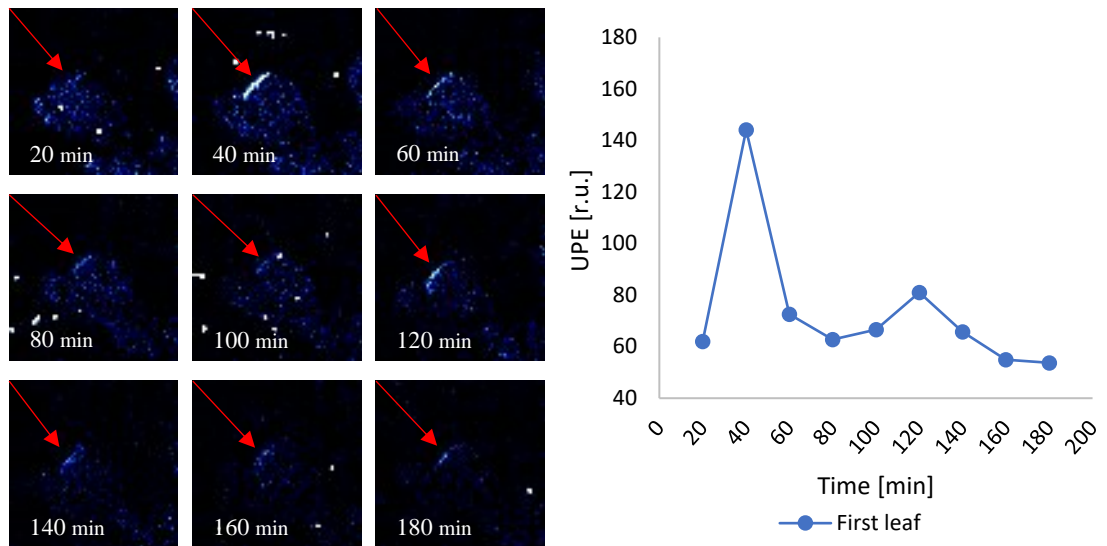 20 min
40 min
60 min
80 min
100 min
120 min
140 min
160 min
180 min
180
160
140
120
100
80
60
40
UPE [r.u.]
0 20 40 60 80 100 120 140 160 180 200
Time [min]
First leaf